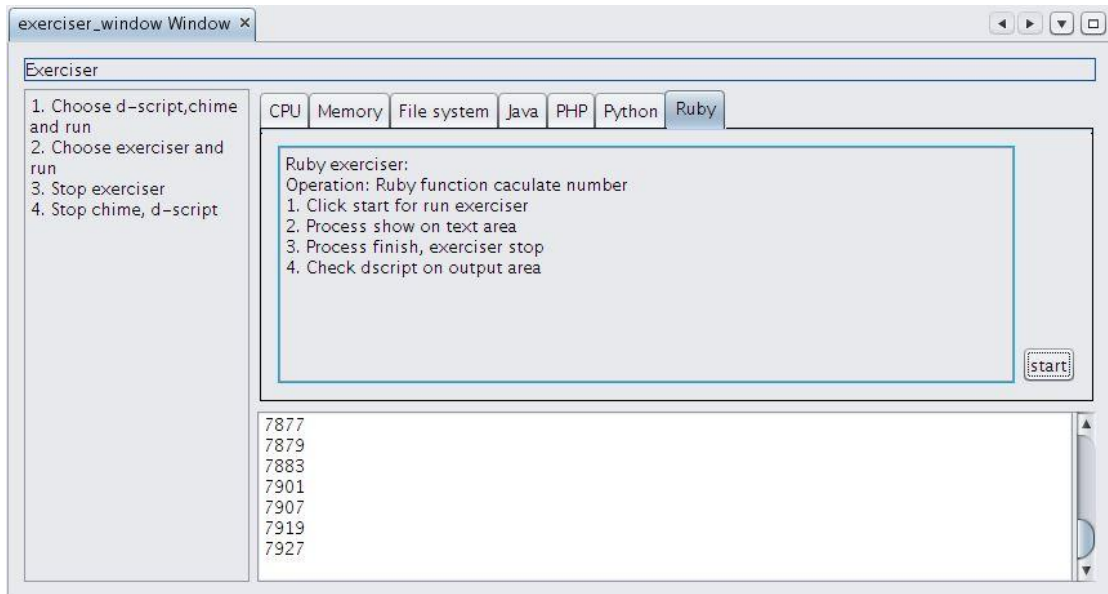 exerciser_window Window ×
Exerciser
1. Choose d-script,chime
and run
2. Choose exerciser and
run
3. Stop exerciser
4. Stop chime, d-script
CPU Memory File system Java PHP Python Ruby
Ruby exerciser:
Operation: Ruby function caculate number
1. Click start for run exerciser
2. Process show on text area
3. Process finish, exerciser stop
4. Check dscript on output area
start
7877
7879
7883
7901
7907
7919
7927